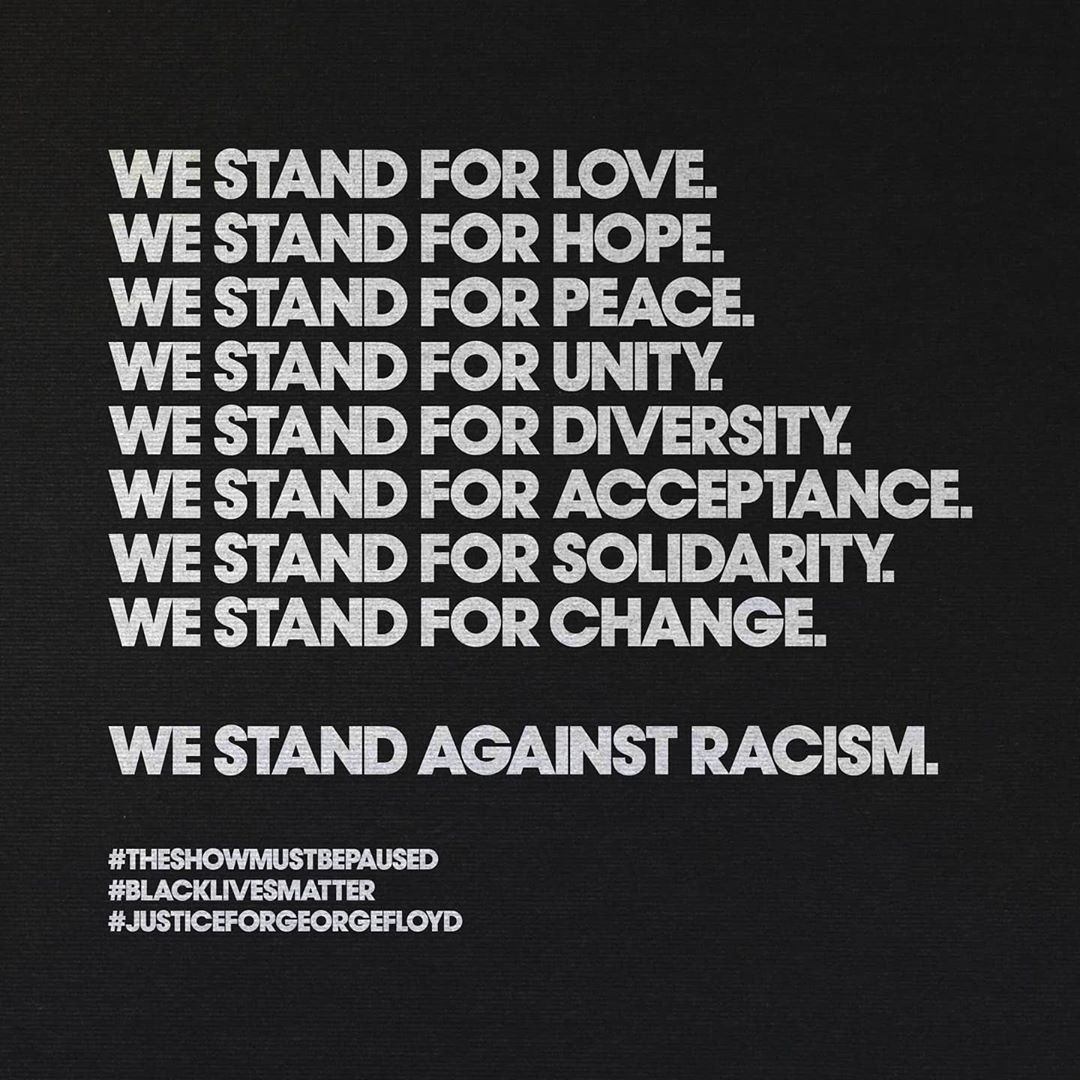 WE STAND FOR LOVE.
WE STAND FOR HOPE.
WE STAND FOR PEACE.
WE STAND FOR UNITY.
WE STAND FOR DIVERSITY.
WE STAND FOR ACCEPTANCE.
WE STAND FOR SOLIDARITY.
WE STAND FOR CHANGE.
WE STAND AGAINST RACISM.
#THESHOWMUSTBEPAUSED
#BLACKLIVESMATTER
#JUSTICEFORGEORGEFLOYD